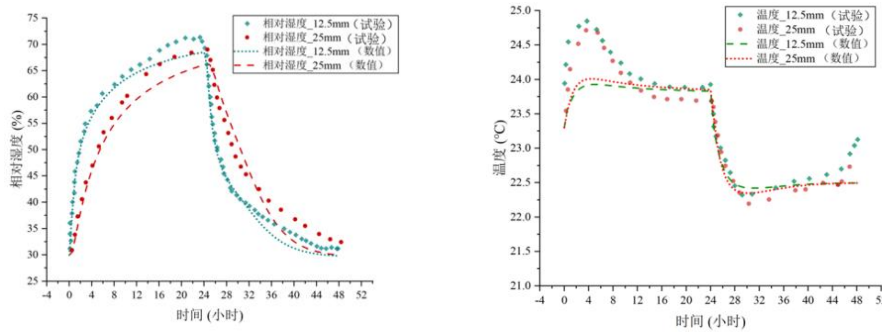 相对湿度_12.5mm（试验）
相对湿度_25mm（试验）
相对湿度_12.5mm（数值）
相对湿度_25mm（数值）
75
70
65
60
55
50
45
40
35
30
25
相对湿度 (%)
-4 0 4 8 12 16 20 24 28 32 36 40 44 48 52
时间 (小时)
温度_12.5mm（试验）
温度_25mm（试验）
温度_12.5mm（数值）
温度_25mm（数值）
25.0
24.5
24.0
23.5
23.0
22.5
22.0
21.5
21.0
温度 (℃)
-4 0 4 8 12 16 20 24 28 32 36 40 44 48 52
时间 (小时)